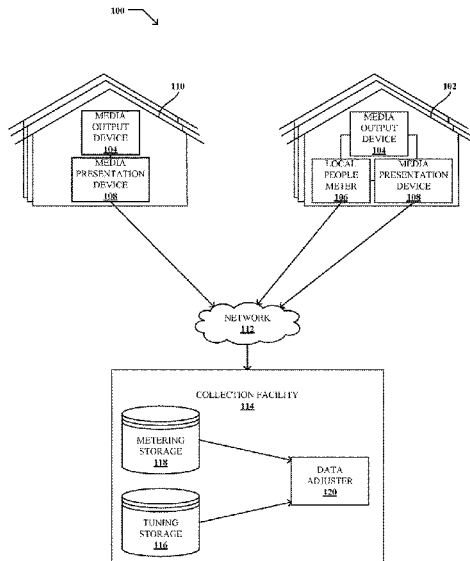 100
110
102
MEDIA
OUTPUT
DEVICE
104
MEDIA
PRESENTATION
DEVICE
108
MEDIA
OUTPUT
DEVICE
104
LOCAL
PEOPLE
METER
106
MEDIA
PRESENTATION
DEVICE
108
NETWORK
112
COLLECTION FACILITY
114
METERING
STORAGE
118
DATA
ADJUSTER
120
TUNING
STORAGE
116